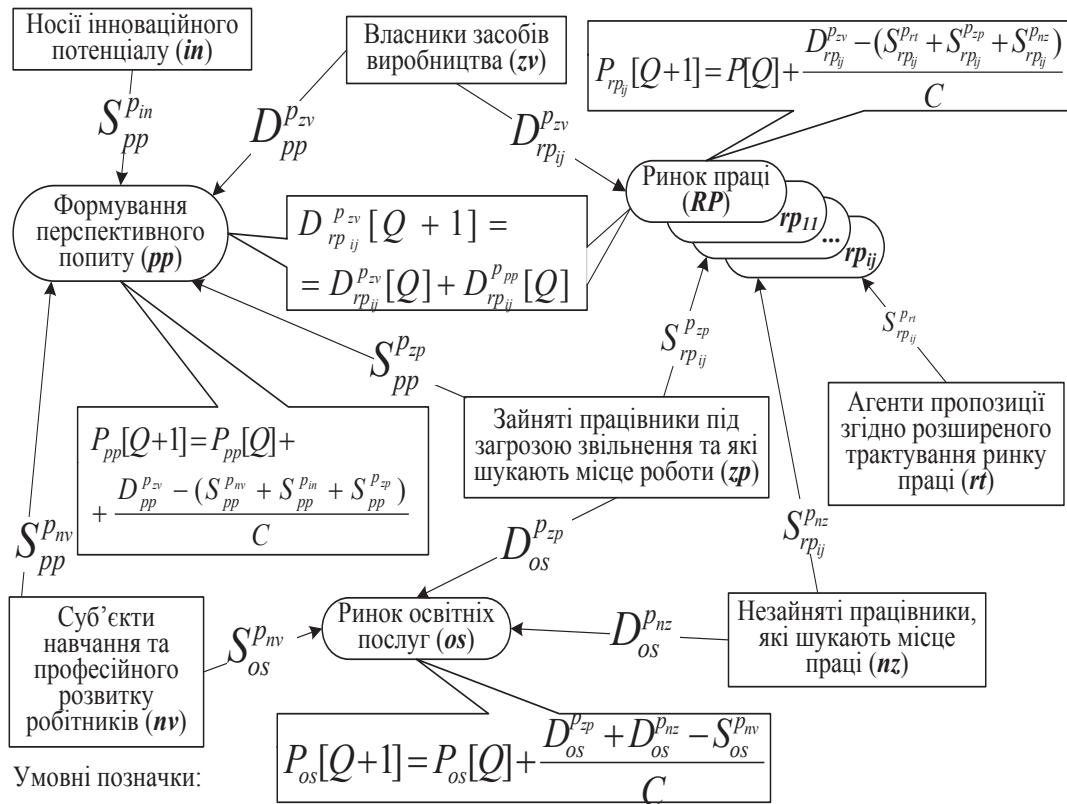 Носії інноваційного
потенціалу (in)
Власники засобів
виробництва (zv)
P_{rp_{ij}}[Q+1]=P[Q]+\frac{D_{rp_{ij}}^{p_{zv}}-(S_{rp_{ij}}^{p_{rt}}+S_{rp_{ij}}^{p_{zp}}+S_{rp_{ij}}^{p_{nz}})}{C}
S_{pp}^{p_{in}}
D_{pp}^{p_{zv}}
D_{rp_{ij}}^{p_{zv}}
Формування
перспективного
попиту (pp)
D_{rp_{ij}}^{p_{zv}}[Q+1]=
=D_{rp_{ij}}^{p_{zv}}[Q]+D_{rp_{ij}}^{p_{pp}}[Q]
Ринок праці
(RP)
rp_{11}
...
rp_{ij}
S_{pp}^{p_{zp}}
S_{rp_{ij}}^{p_{zp}}
S_{rp_{ij}}^{p_{rt}}
P_{pp}[Q+1]=P_{pp}[Q]+
+\frac{D_{pp}^{p_{zv}}-(S_{pp}^{p_{nv}}+S_{pp}^{p_{in}}+S_{pp}^{p_{zp}})}{C}
Зайняті працівники під
загрозою звільнення та які
шукають місце роботи (zp)
Агенти пропозиції
згідно розширеного
трактування ринку
праці (rt)
S_{pp}^{p_{nv}}
D_{os}^{p_{zp}}
S_{rp_{ij}}^{p_{nz}}
Суб’єкти
навчання та
професійного
розвитку
робітників (nv)
S_{os}^{p_{nv}}
Ринок освітніх
послуг (os)
D_{os}^{p_{nz}}
Незайняті працівники,
які шукають місце
праці (nz)
P_{os}[Q+1]=P_{os}[Q]+\frac{D_{os}^{p_{zp}}+D_{os}^{p_{nz}}-S_{os}^{p_{nv}}}{C}
Умовні позначки: